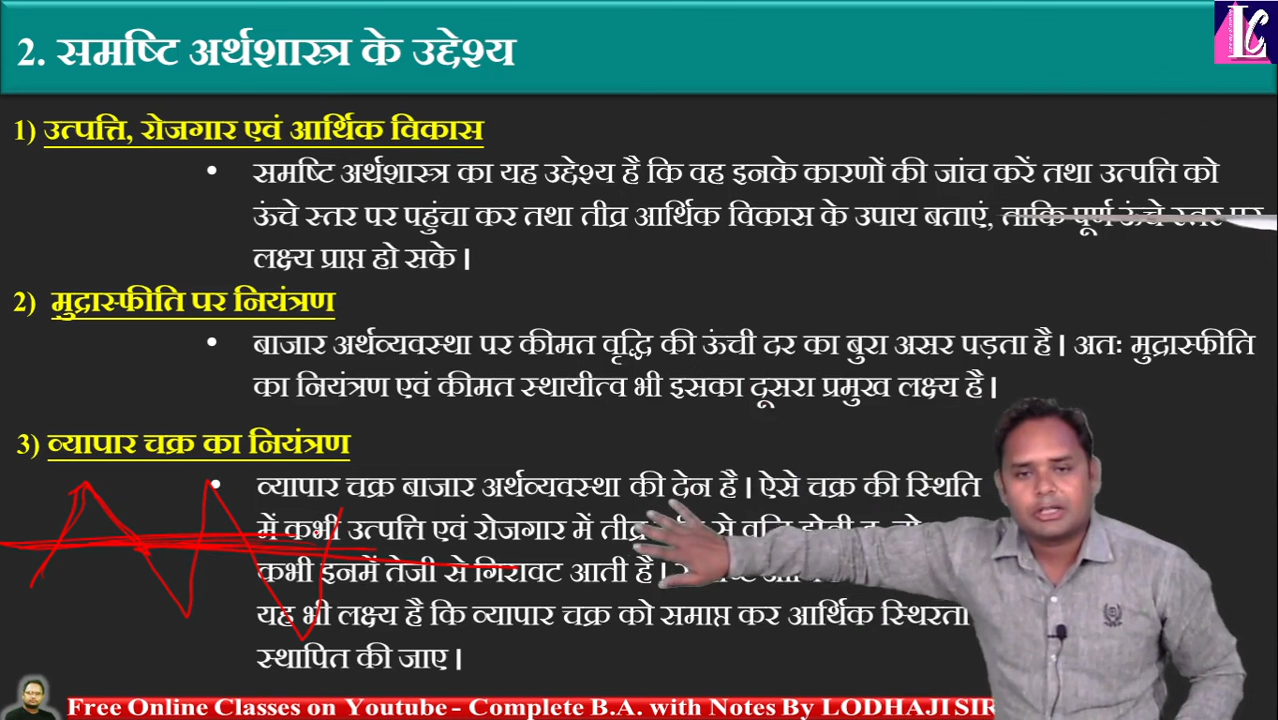 LC
2. समष्टि अर्थशास्त्र के उद्देश्य
1) उत्पत्ति, रोजगार एवं आर्थिक विकास
• समष्टि अर्थशास्त्र का यह उद्देश्य है कि वह इनके कारणों की जांच करें तथा उत्पत्ति को
ऊंचे स्तर पर पहुंचा कर तथा तीव्र आर्थिक विकास के उपाय बताएं, ताकि पूर्ण ऊंचे स्तर पर
लक्ष्य प्राप्त हो सके।
2) मुद्रास्फीति पर नियंत्रण
• बाजार अर्थव्यवस्था पर कीमत वृद्धि की ऊंची दर का बुरा असर पड़ता है। अतः मुद्रास्फीति
का नियंत्रण एवं कीमत स्थायीत्व भी इसका दूसरा प्रमुख लक्ष्य है।
3) व्यापार चक्र का नियंत्रण
• व्यापार चक्र बाजार अर्थव्यवस्था की देन है। ऐसे चक्र की स्थिति
में कभी उत्पत्ति एवं रोजगार में तीव्र से वृद्धि होती
कभी इनमें तेजी से गिरावट आती है।
यह भी लक्ष्य है कि व्यापार चक्र को समाप्त कर आर्थिक स्थिरता
स्थापित की जाए।
Free Online Classes on Youtube - Complete B.A. with Notes By LODHAJI SIR